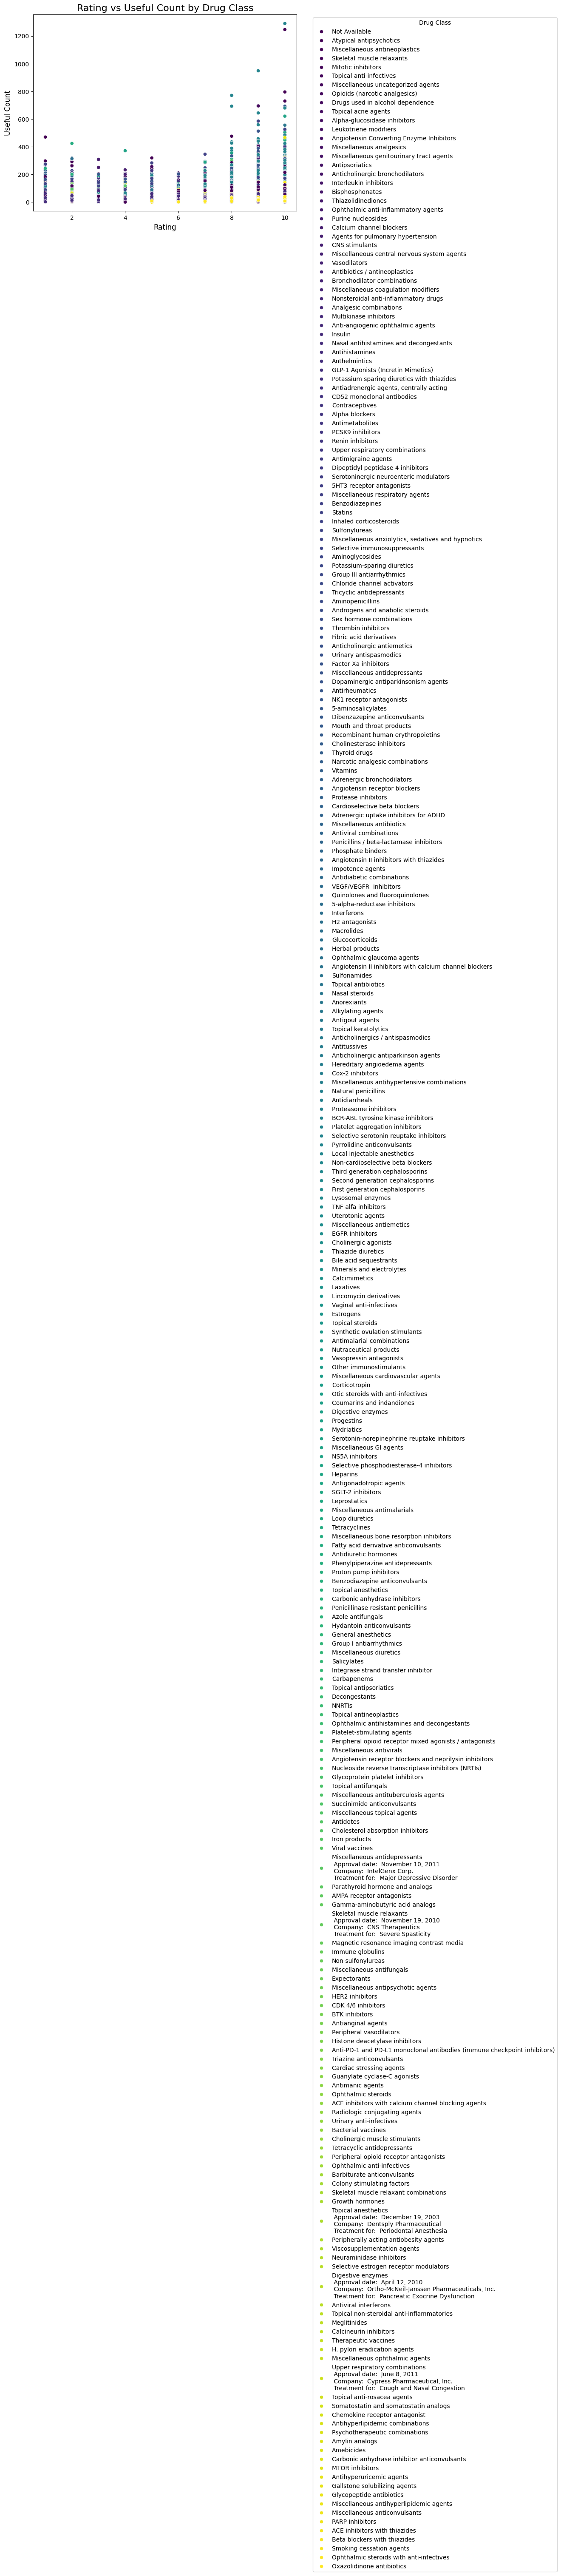 Rating vs Useful Count by Drug Class
1200
1000
800
600
400
200
0
Useful Count
2
4
6
8
10
Rating
Drug Class
Not Available
Atypical antipsychotics
Miscellaneous antineoplastics
Skeletal muscle relaxants
Mitotic inhibitors
Topical anti-infectives
Miscellaneous uncategorized agents
Opioids (narcotic analgesics)
Drugs used in alcohol dependence
Topical acne agents
Alpha-glucosidase inhibitors
Leukotriene modifiers
Angiotensin Converting Enzyme Inhibitors
Miscellaneous analgesics
Miscellaneous genitourinary tract agents
Antipsoriatics
Anticholinergic bronchodilators
Interleukin inhibitors
Bisphosphonates
Thiazolidinediones
Ophthalmic anti-inflammatory agents
Purine nucleosides
Calcium channel blockers
Agents for pulmonary hypertension
CNS stimulants
Miscellaneous central nervous system agents
Vasodilators
Antibiotics / antineoplastics
Bronchodilator combinations
Miscellaneous coagulation modifiers
Nonsteroidal anti-inflammatory drugs
Analgesic combinations
Multikinase inhibitors
Anti-angiogenic ophthalmic agents
Insulin
Nasal antihistamines and decongestants
Antihistamines
Anthelmintics
GLP-1 Agonists (Incretin Mimetics)
Potassium sparing diuretics with thiazides
Antiadrenergic agents, centrally acting
CD52 monoclonal antibodies
Contraceptives
Alpha blockers
Antimetabolites
PCSK9 inhibitors
Renin inhibitors
Upper respiratory combinations
Antimigraine agents
Dipeptidyl peptidase 4 inhibitors
Serotoninergic neuroenteric modulators
5HT3 receptor antagonists
Miscellaneous respiratory agents
Benzodiazepines
Statins
Inhaled corticosteroids
Sulfonylureas
Miscellaneous anxiolytics, sedatives and hypnotics
Selective immunosuppressants
Aminoglycosides
Potassium-sparing diuretics
Group III antiarrhythmics
Chloride channel activators
Tricyclic antidepressants
Aminopenicillins
Androgens and anabolic steroids
Sex hormone combinations
Thrombin inhibitors
Fibric acid derivatives
Anticholinergic antiemetics
Urinary antispasmodics
Factor Xa inhibitors
Miscellaneous antidepressants
Dopaminergic antiparkinsonism agents
Antirheumatics
NK1 receptor antagonists
5-aminosalicylates
Dibenzazepine anticonvulsants
Mouth and throat products
Recombinant human erythropoietins
Cholinesterase inhibitors
Thyroid drugs
Narcotic analgesic combinations
Vitamins
Adrenergic bronchodilators
Angiotensin receptor blockers
Protease inhibitors
Cardioselective beta blockers
Adrenergic uptake inhibitors for ADHD
Miscellaneous antibiotics
Antiviral combinations
Penicillins / beta-lactamase inhibitors
Phosphate binders
Angiotensin II inhibitors with thiazides
Impotence agents
Antidiabetic combinations
VEGF/VEGFR  inhibitors
Quinolones and fluoroquinolones
5-alpha-reductase inhibitors
Interferons
H2 antagonists
Macrolides
Glucocorticoids
Herbal products
Ophthalmic glaucoma agents
Angiotensin II inhibitors with calcium channel blockers
Sulfonamides
Topical antibiotics
Nasal steroids
Anorexiants
Alkylating agents
Antigout agents
Topical keratolytics
Anticholinergics / antispasmodics
Antitussives
Anticholinergic antiparkinson agents
Hereditary angioedema agents
Cox-2 inhibitors
Miscellaneous antihypertensive combinations
Natural penicillins
Antidiarrheals
Proteasome inhibitors
BCR-ABL tyrosine kinase inhibitors
Platelet aggregation inhibitors
Selective serotonin reuptake inhibitors
Pyrrolidine anticonvulsants
Local injectable anesthetics
Non-cardioselective beta blockers
Third generation cephalosporins
Second generation cephalosporins
First generation cephalosporins
Lysosomal enzymes
TNF alfa inhibitors
Uterotonic agents
Miscellaneous antiemetics
EGFR inhibitors
Cholinergic agonists
Thiazide diuretics
Bile acid sequestrants
Minerals and electrolytes
Calcimimetics
Laxatives
Lincomycin derivatives
Vaginal anti-infectives
Estrogens
Topical steroids
Synthetic ovulation stimulants
Antimalarial combinations
Nutraceutical products
Vasopressin antagonists
Other immunostimulants
Miscellaneous cardiovascular agents
Corticotropin
Otic steroids with anti-infectives
Coumarins and indandiones
Digestive enzymes
Progestins
Mydriatics
Serotonin-norepinephrine reuptake inhibitors
Miscellaneous GI agents
NS5A inhibitors
Selective phosphodiesterase-4 inhibitors
Heparins
Antigonadotropic agents
SGLT-2 inhibitors
Leprostatics
Miscellaneous antimalarials
Loop diuretics
Tetracyclines
Miscellaneous bone resorption inhibitors
Fatty acid derivative anticonvulsants
Antidiuretic hormones
Phenylpiperazine antidepressants
Proton pump inhibitors
Benzodiazepine anticonvulsants
Topical anesthetics
Carbonic anhydrase inhibitors
Penicillinase resistant penicillins
Azole antifungals
Hydantoin anticonvulsants
General anesthetics
Group I antiarrhythmics
Miscellaneous diuretics
Salicylates
Integrase strand transfer inhibitor
Carbapenems
Topical antipsoriatics
Decongestants
NNRTIs
Topical antineoplastics
Ophthalmic antihistamines and decongestants
Platelet-stimulating agents
Peripheral opioid receptor mixed agonists / antagonists
Miscellaneous antivirals
Angiotensin receptor blockers and neprilysin inhibitors
Nucleoside reverse transcriptase inhibitors (NRTIs)
Glycoprotein platelet inhibitors
Topical antifungals
Miscellaneous antituberculosis agents
Succinimide anticonvulsants
Miscellaneous topical agents
Antidotes
Cholesterol absorption inhibitors
Iron products
Viral vaccines
Miscellaneous antidepressants
Approval date:  November 10, 2011
Company:  IntelGenx Corp.
Treatment for:  Major Depressive Disorder
Parathyroid hormone and analogs
AMPA receptor antagonists
Gamma-aminobutyric acid analogs
Skeletal muscle relaxants
Approval date:  November 19, 2010
Company:  CNS Therapeutics
Treatment for:  Severe Spasticity
Magnetic resonance imaging contrast media
Immune globulins
Non-sulfonylureas
Miscellaneous antifungals
Expectorants
Miscellaneous antipsychotic agents
HER2 inhibitors
CDK 4/6 inhibitors
BTK inhibitors
Antianginal agents
Peripheral vasodilators
Histone deacetylase inhibitors
Anti-PD-1 and PD-L1 monoclonal antibodies (immune checkpoint inhibitors)
Triazine anticonvulsants
Cardiac stressing agents
Guanylate cyclase-C agonists
Antimanic agents
Ophthalmic steroids
ACE inhibitors with calcium channel blocking agents
Radiologic conjugating agents
Urinary anti-infectives
Bacterial vaccines
Cholinergic muscle stimulants
Tetracyclic antidepressants
Peripheral opioid receptor antagonists
Ophthalmic anti-infectives
Barbiturate anticonvulsants
Colony stimulating factors
Skeletal muscle relaxant combinations
Growth hormones
Topical anesthetics
Approval date:  December 19, 2003
Company:  Dentsply Pharmaceutical
Treatment for:  Periodontal Anesthesia
Peripherally acting antiobesity agents
Viscosupplementation agents
Neuraminidase inhibitors
Selective estrogen receptor modulators
Digestive enzymes
Approval date:  April 12, 2010
Company:  Ortho-McNeil-Janssen Pharmaceuticals, Inc.
Treatment for:  Pancreatic Exocrine Dysfunction
Antiviral interferons
Topical non-steroidal anti-inflammatories
Meglitinides
Calcineurin inhibitors
Therapeutic vaccines
H. pylori eradication agents
Miscellaneous ophthalmic agents
Upper respiratory combinations
Approval date:  June 8, 2011
Company:  Cypress Pharmaceutical, Inc.
Treatment for:  Cough and Nasal Congestion
Topical anti-rosacea agents
Somatostatin and somatostatin analogs
Chemokine receptor antagonist
Antihyperlipidemic combinations
Psychotherapeutic combinations
Amylin analogs
Amebicides
Carbonic anhydrase inhibitor anticonvulsants
MTOR inhibitors
Antihyperuricemic agents
Gallstone solubilizing agents
Glycopeptide antibiotics
Miscellaneous antihyperlipidemic agents
Miscellaneous anticonvulsants
PARP inhibitors
ACE inhibitors with thiazides
Beta blockers with thiazides
Smoking cessation agents
Ophthalmic steroids with anti-infectives
Oxazolidinone antibiotics